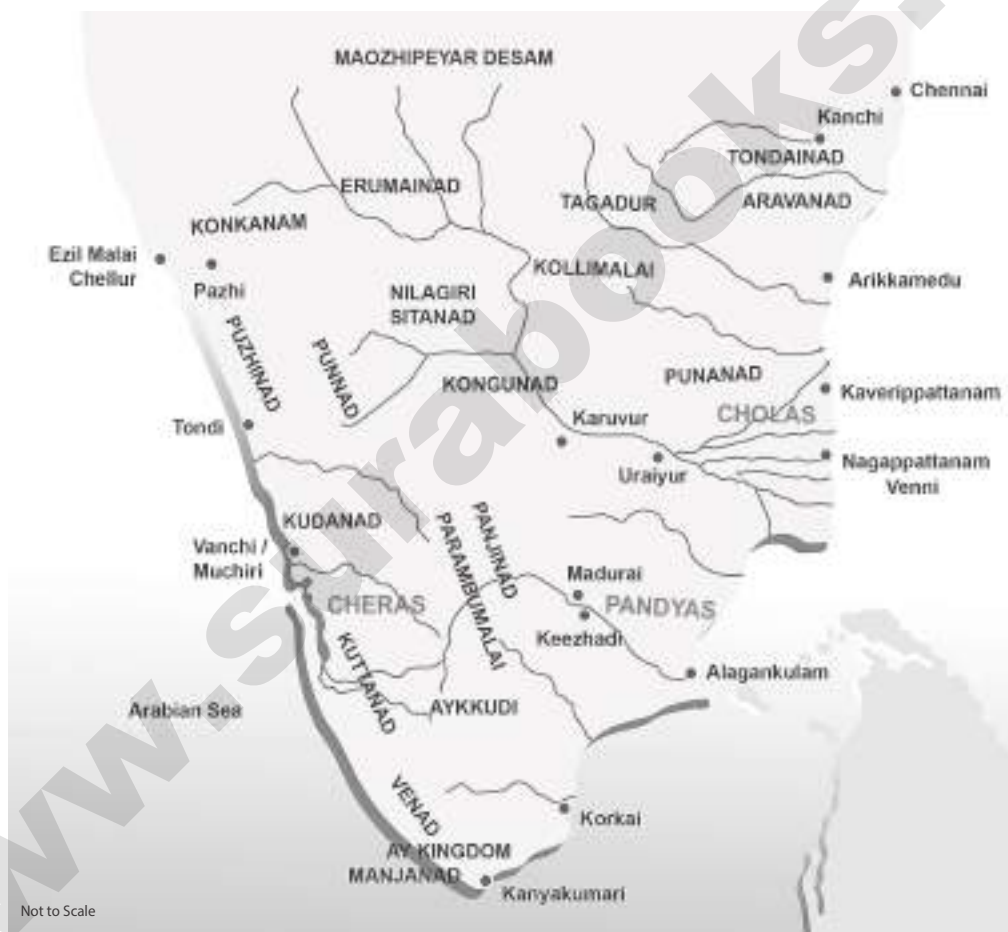 MAOZHIPEYAR DESAM
Chennai
Kanchi
TONDAINAD
ERUMAINAD
TAGADUR
ARAVANAD
KONKANAM
Ezil Malai
Chellur
Pazhi
KOLLIMALAI
Arikkamedu
NILAGIRI
SITANAD
PUZHINAD
PUNNAD
KONGUNAD
PUNANAD
Kaverippattanam
CHOLAS
Tondi
Karuvur
Uraiyur
Nagappattanam
Venni
KUDANAD
PANJINAD
PARAMBUMALAI
Vanchi /
Muchiri
CHERAS
Madurai
PANDYAS
Keezhadi
KUTTANAD
Alagankulam
Arabian Sea
AYKKUDI
VENAD
Korkai
AY KINGDOM
MANJANAD
Kanyakumari
Not to Scale
www.surabooks.